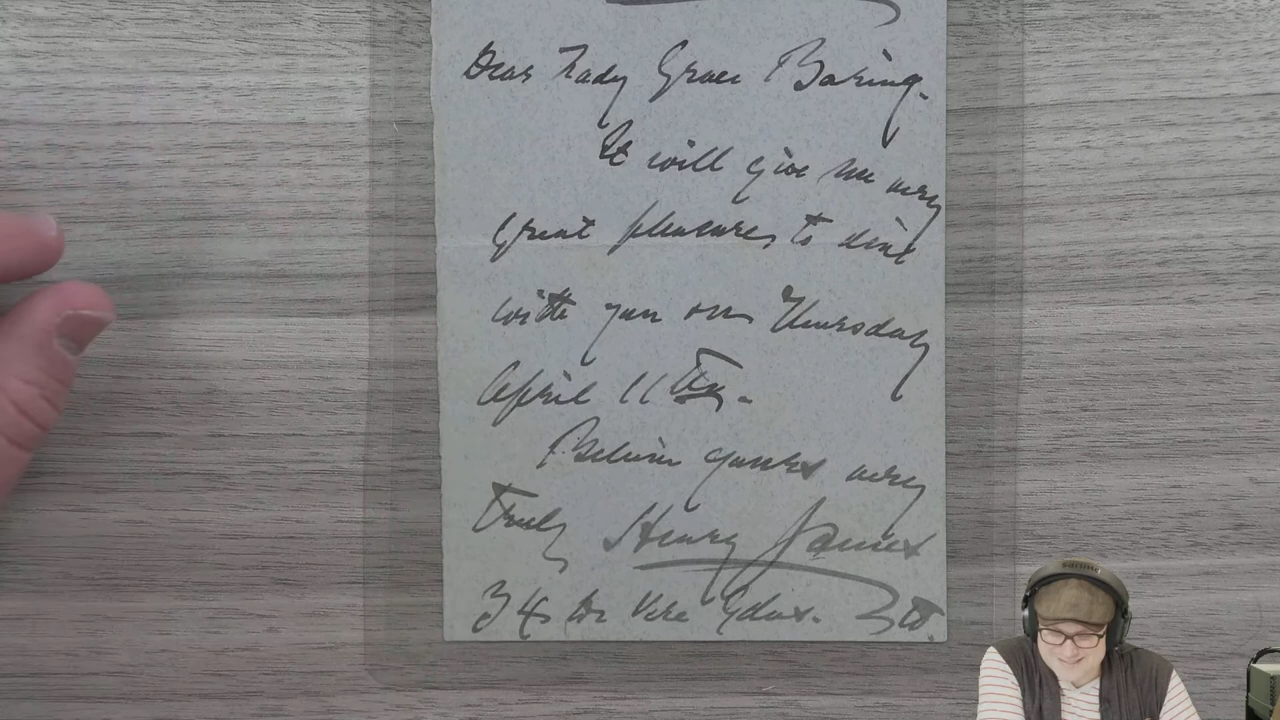 Dear Lady Grace Baring.
It will give me very
great pleasure to dine
with you on Thursday
April 11th.
Believe yours very
truly Henry James
34 De Vere Gdns. W.